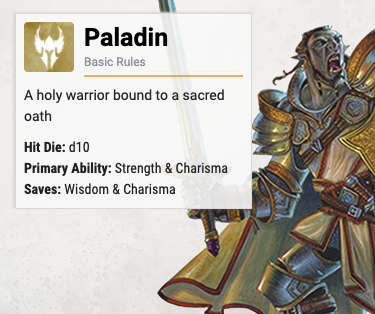 Paladin
Basic Rules
A holy warrior bound to a sacred
oath
Hit Die: d10
Primary Ability: Strength & Charisma
Saves: Wisdom & Charisma